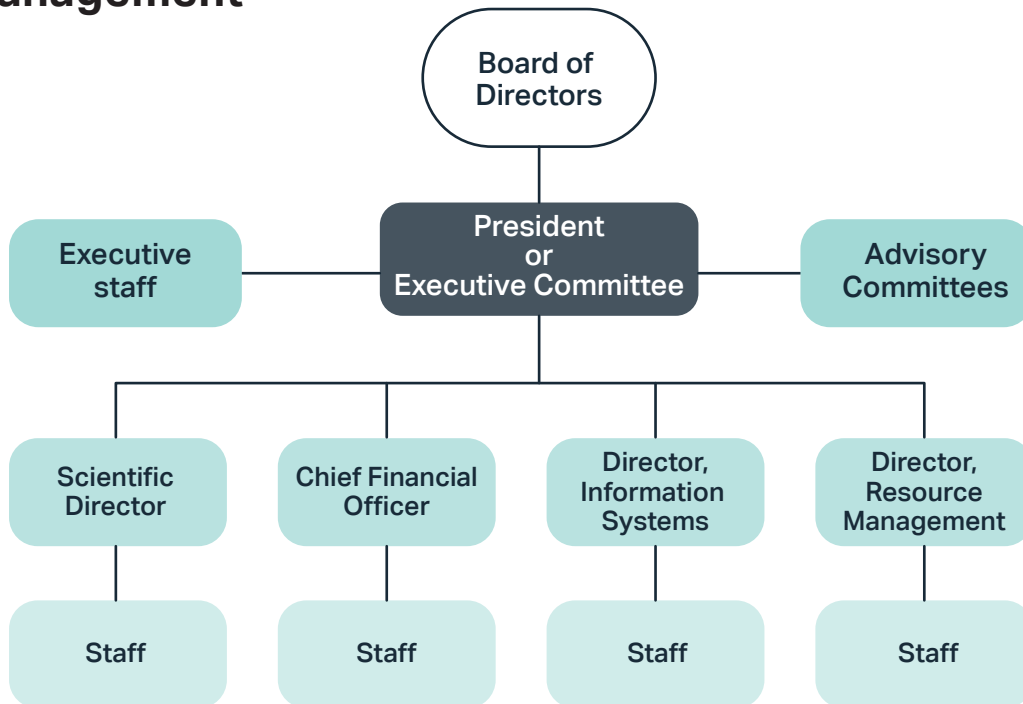 Board of
Directors
President
or
Executive Committee
Executive
staff
Advisory
Committees
Scientific
Director
Chief Financial
Officer
Director,
Information
Systems
Director,
Resource
Management
Staff
Staff
Staff
Staff